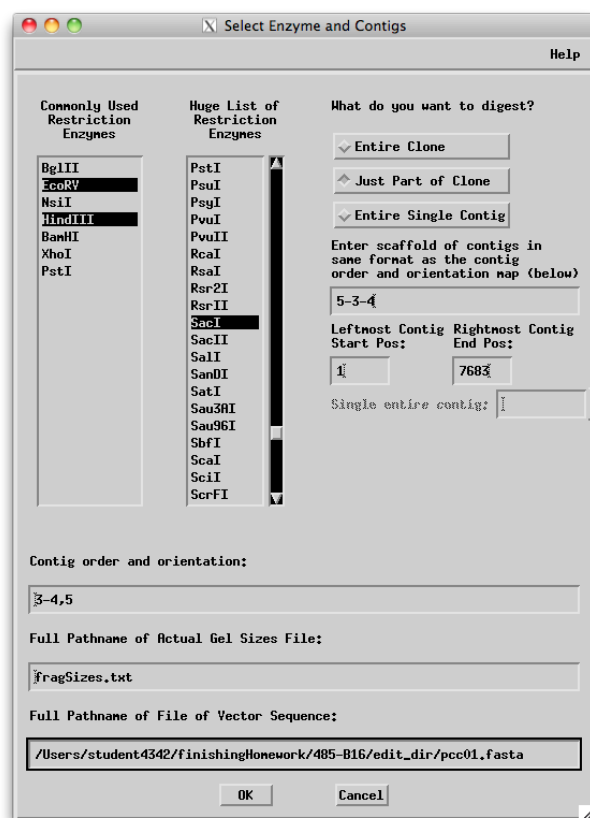 Select Enzyme and Contigs
Help
Commonly Used
Restriction
Enzymes
BglII
EcoRV
NsiI
HindIII
BamHI
XhoI
PstI
Huge List of
Restriction
Enzymes
PstI
PsuI
PsyI
PvuI
PvuII
RcaI
RsaI
Rsr2I
RsrII
SacI
SacII
SalI
SanDI
SatI
Sau3AI
Sau96I
SbfI
ScaI
SciI
ScrFI
What do you want to digest?
Entire Clone
Just Part of Clone
Entire Single Contig
Enter scaffold of contigs in
same format as the contig
order and orientation map (below)
5-3-4
Leftmost Contig
Start Pos:
1
Rightmost Contig
End Pos:
7683
Single entire contig:
Contig order and orientation:
3-4,5
Full Pathname of Actual Gel Sizes File:
fragSizes.txt
Full Pathname of File of Vector Sequence:
/Users/student4342/finishingHomework/485-B16/edit_dir/pcc01.fasta
OK
Cancel